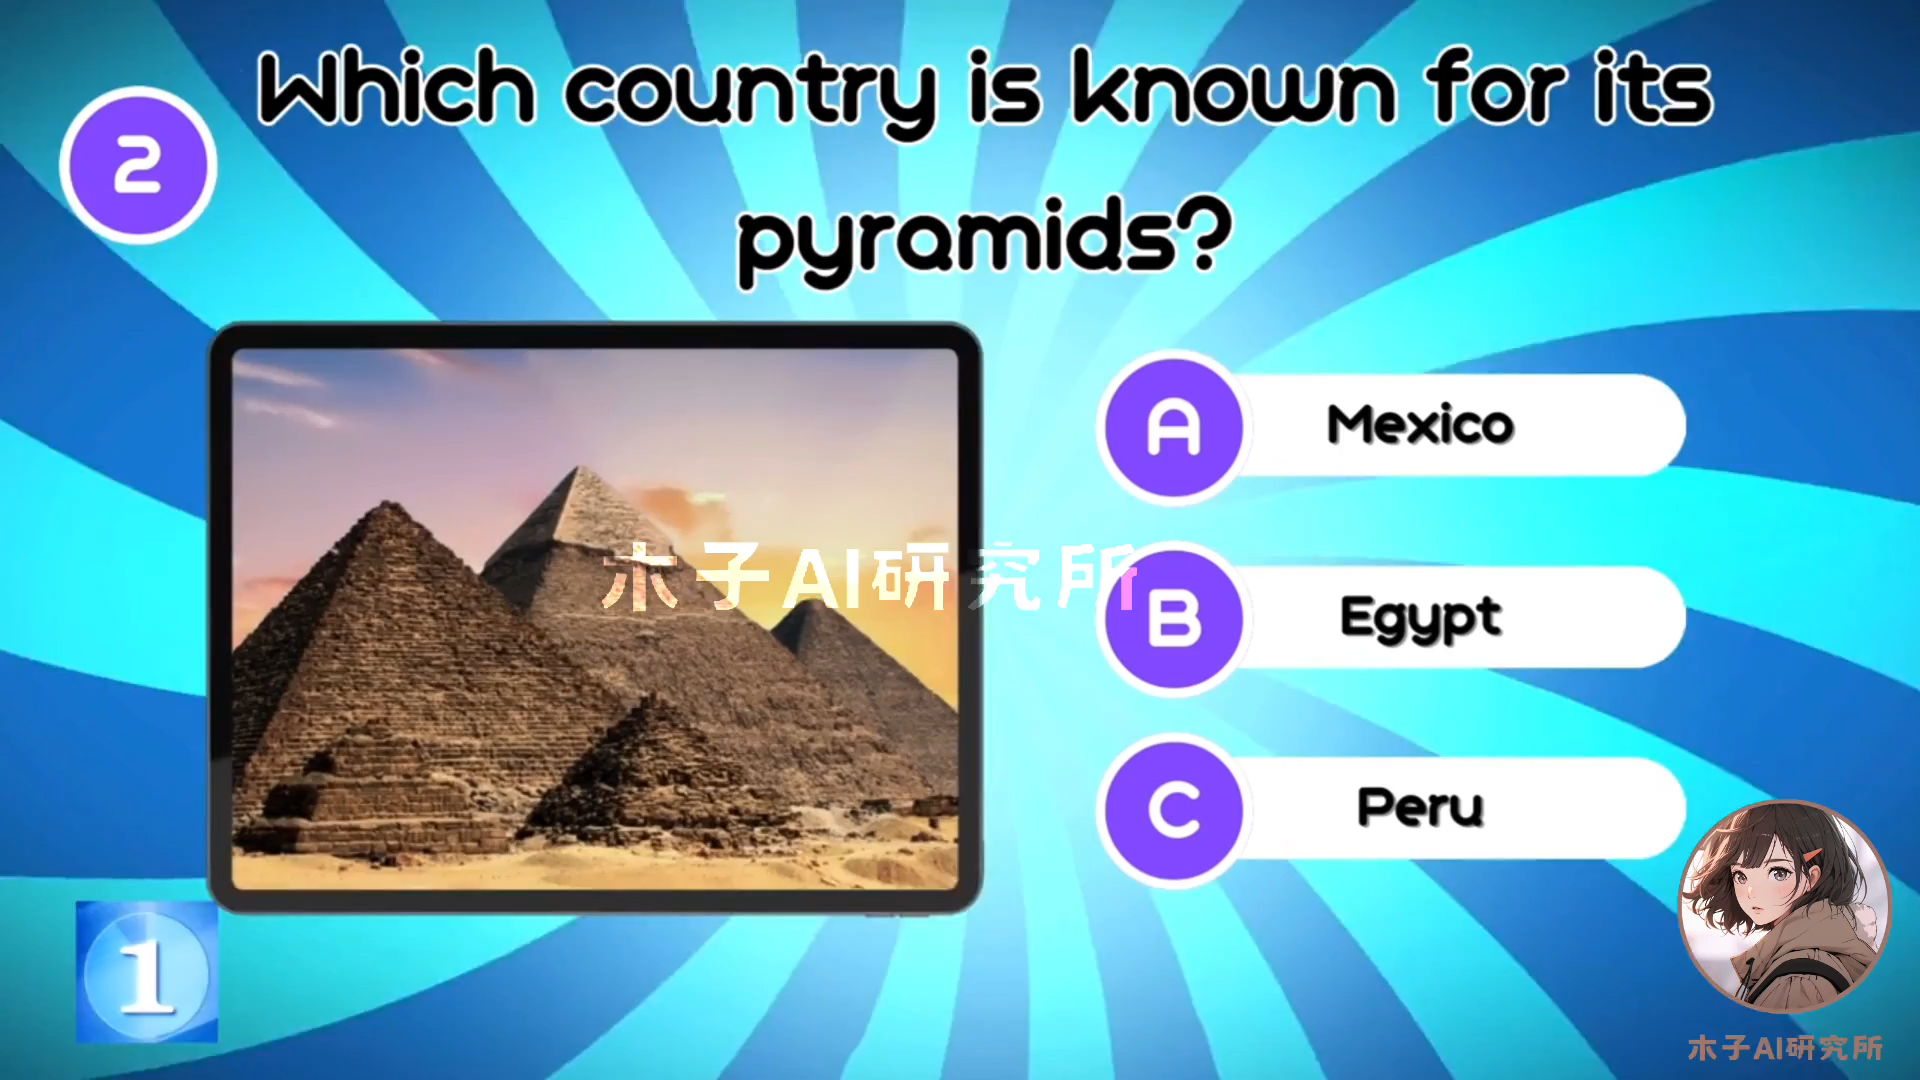 2
Which country is known for its
pyramids?
A
Mexico
木子AI研究所
B
Egypt
C
Peru
1
木子AI研究所